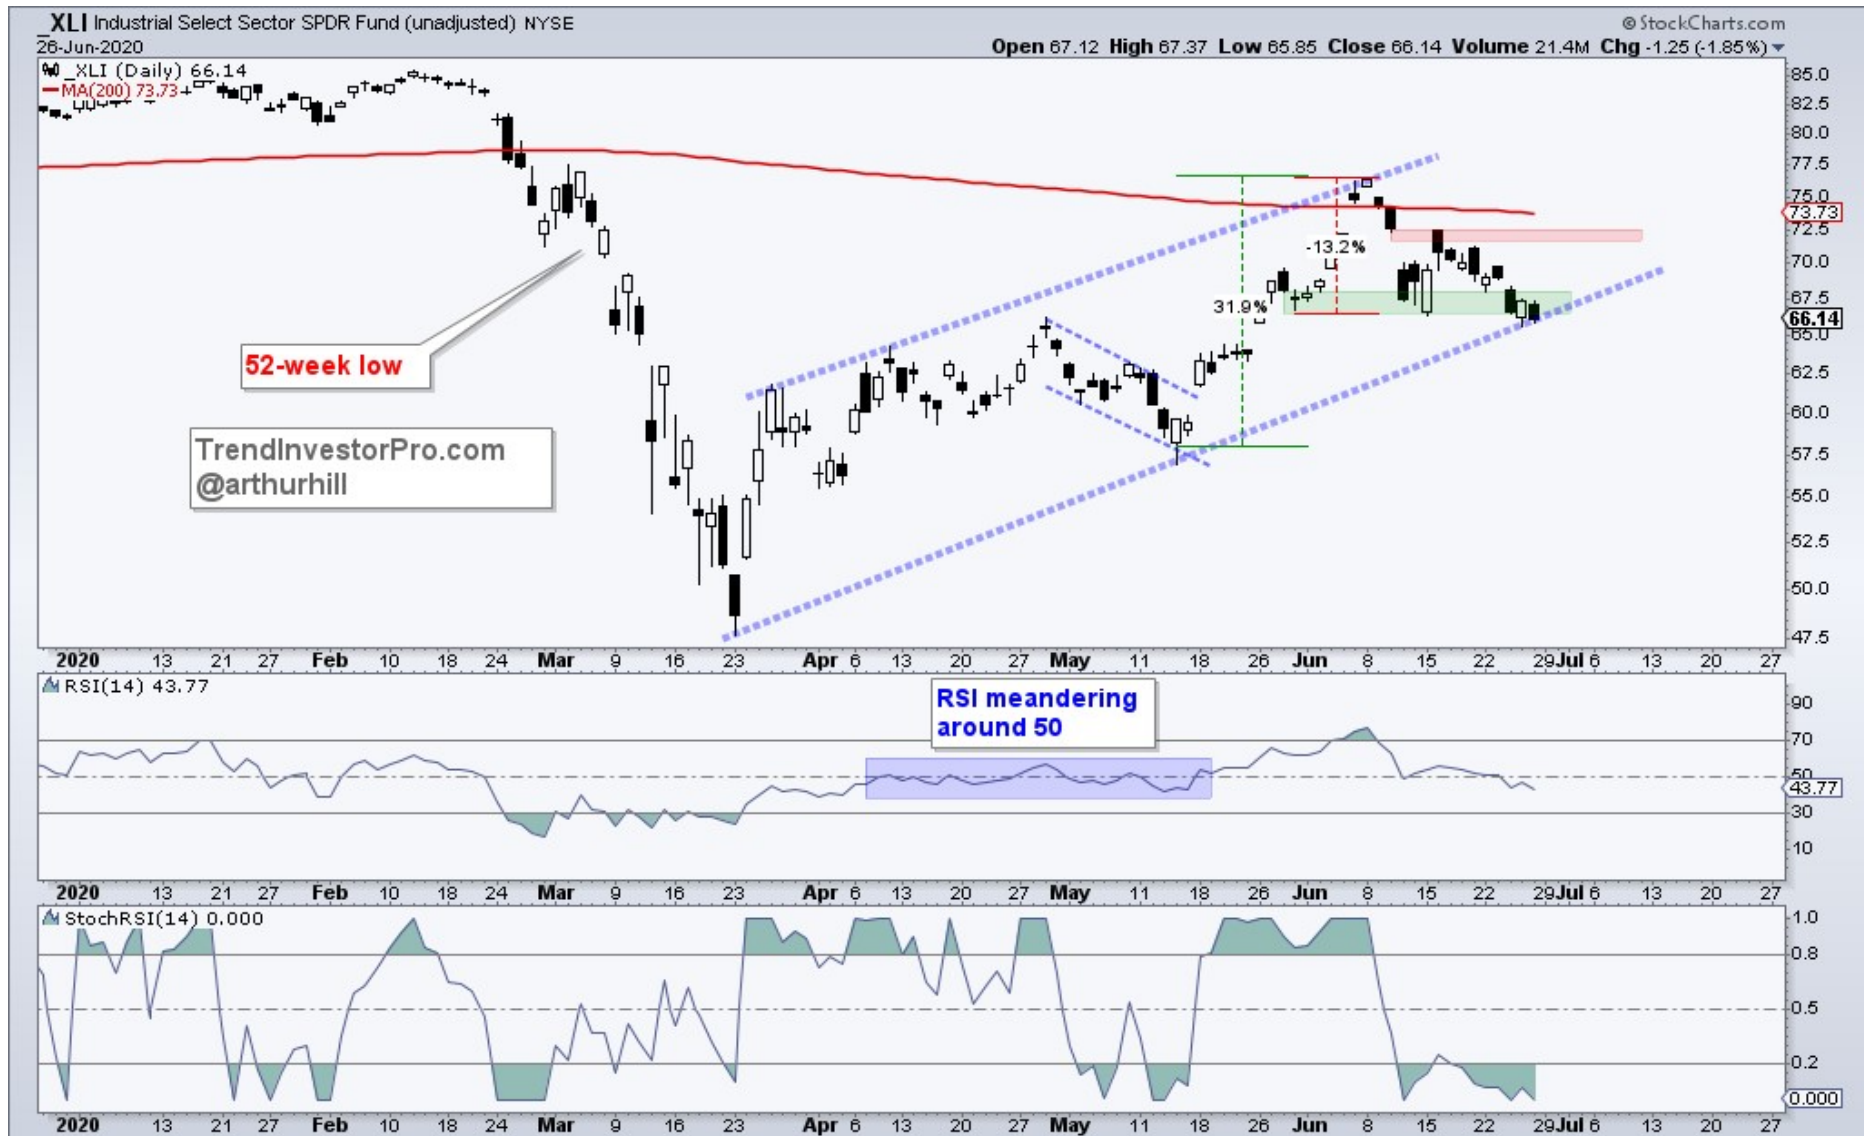 _XLI Industrial Select Sector SPDR Fund (unadjusted) NYSE
© StockCharts.com
26-Jun-2020
Open 67.12 High 67.37 Low 65.85 Close 66.14 Volume 21.4M Chg -1.25 (-1.85%)
_XLI (Daily) 66.14
MA(200) 73.73
85.0
82.5
80.0
77.5
75.0
73.73
72.5
70.0
67.5
66.14
65.0
62.5
60.0
57.5
55.0
52.5
50.0
47.5
-13.2%
31.9%
52-week low
TrendInvestorPro.com
@arthurhill
2020 13 21 27 Feb 10 18 24 Mar 9 16 23 Apr 6 13 20 27 May 11 18 26 Jun 8 15 22 29 Jul 6 13 20 27
RSI(14) 43.77
RSI meandering
around 50
90
70
50
43.77
30
10
2020 13 21 27 Feb 10 18 24 Mar 9 16 23 Apr 6 13 20 27 May 11 18 26 Jun 8 15 22 29 Jul 6 13 20 27
StochRSI(14) 0.000
1.0
0.8
0.5
0.2
0.000
2020 13 21 27 Feb 10 18 24 Mar 9 16 23 Apr 6 13 20 27 May 11 18 26 Jun 8 15 22 29 Jul 6 13 20 27